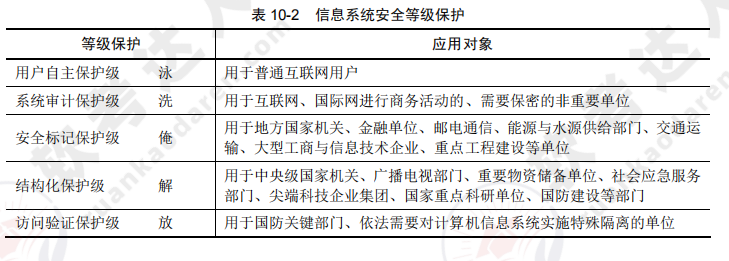 表 10-2 信息系统安全等级保护
等级保护 应用对象
用户自主保护级 泳 用于普通互联网用户
系统审计保护级 洗 用于互联网、国际网进行商务活动的、需要保密的非重要单位
安全标记保护级 俺 用于地方国家机关、金融单位、邮电通信、能源与水源供给部门、交通运
输、大型工商与信息技术企业、重点工程建设等单位
结构化保护级 解 用于中央级国家机关、广播电视部门、重要物资储备单位、社会应急服务
部门、尖端科技企业集团、国家重点科研单位、国防建设等部门
访问验证保护级 放 用于国防关键部门、依法需要对计算机信息系统实施特殊隔离的单位
软考达人
ruankaodaren.com